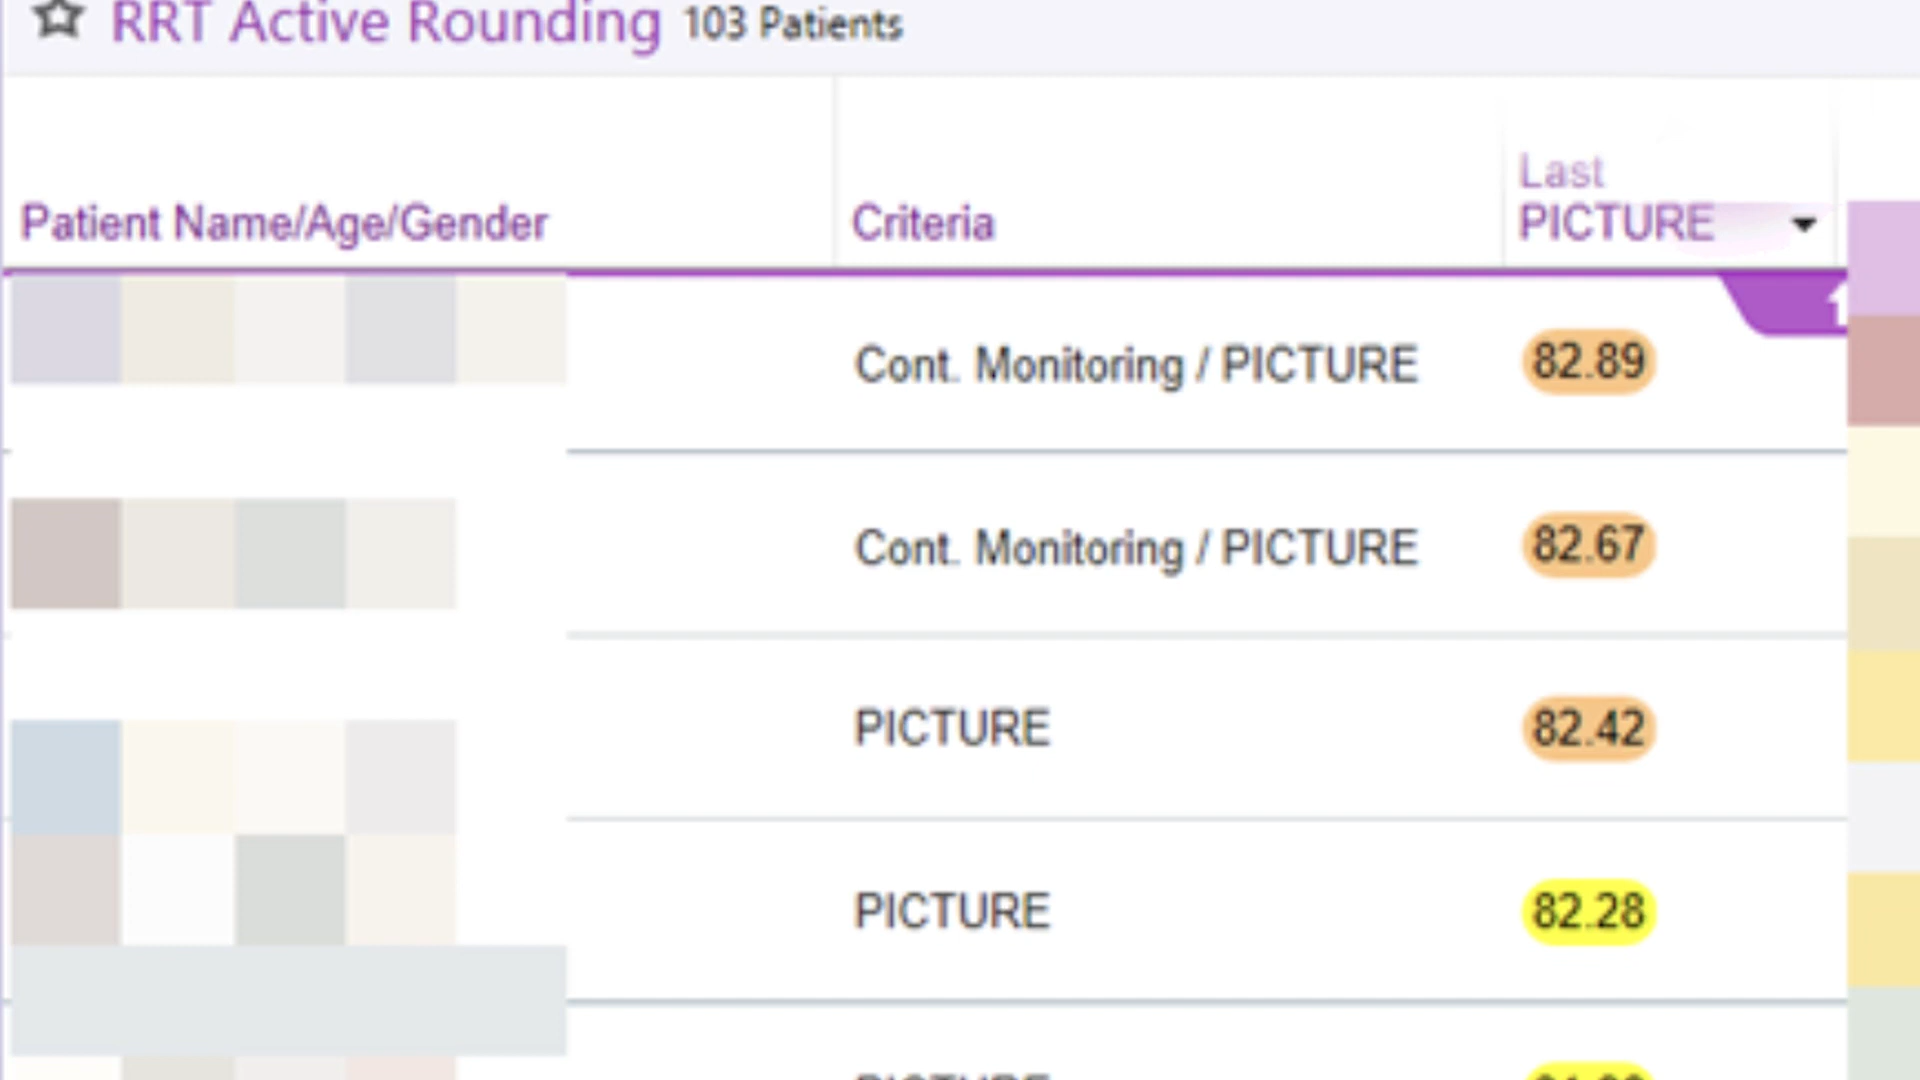 RRT Active Rounding 103 Patients
Patient Name/Age/Gender
Criteria
Last
PICTURE
Cont. Monitoring / PICTURE 82.89
Cont. Monitoring / PICTURE 82.67
PICTURE 82.42
PICTURE 82.28
PICTURE